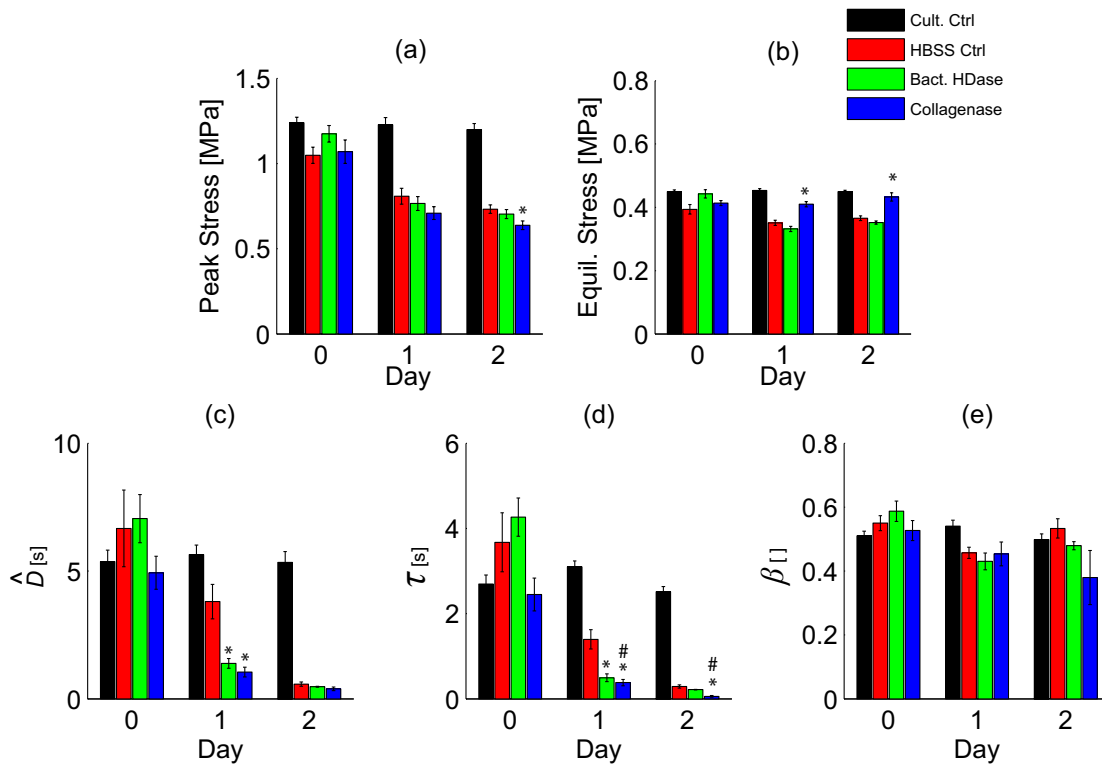 Cult. Ctrl
HBSS Ctrl
Bact. HDase
Collagenase
(a)
Peak Stress [MPa]
1.5
1
0.5
0
*
0 1 2
Day
(b)
Equil. Stress [MPa]
0.8
0.6
0.4
0.2
0
* *
0 1 2
Day
(c)
D̂ [s]
10
5
0
* *
0 1 2
Day
(d)
τ [s]
6
4
2
0
# #
* * *
0 1 2
Day
(e)
β [ ]
0.8
0.6
0.4
0.2
0
0 1 2
Day